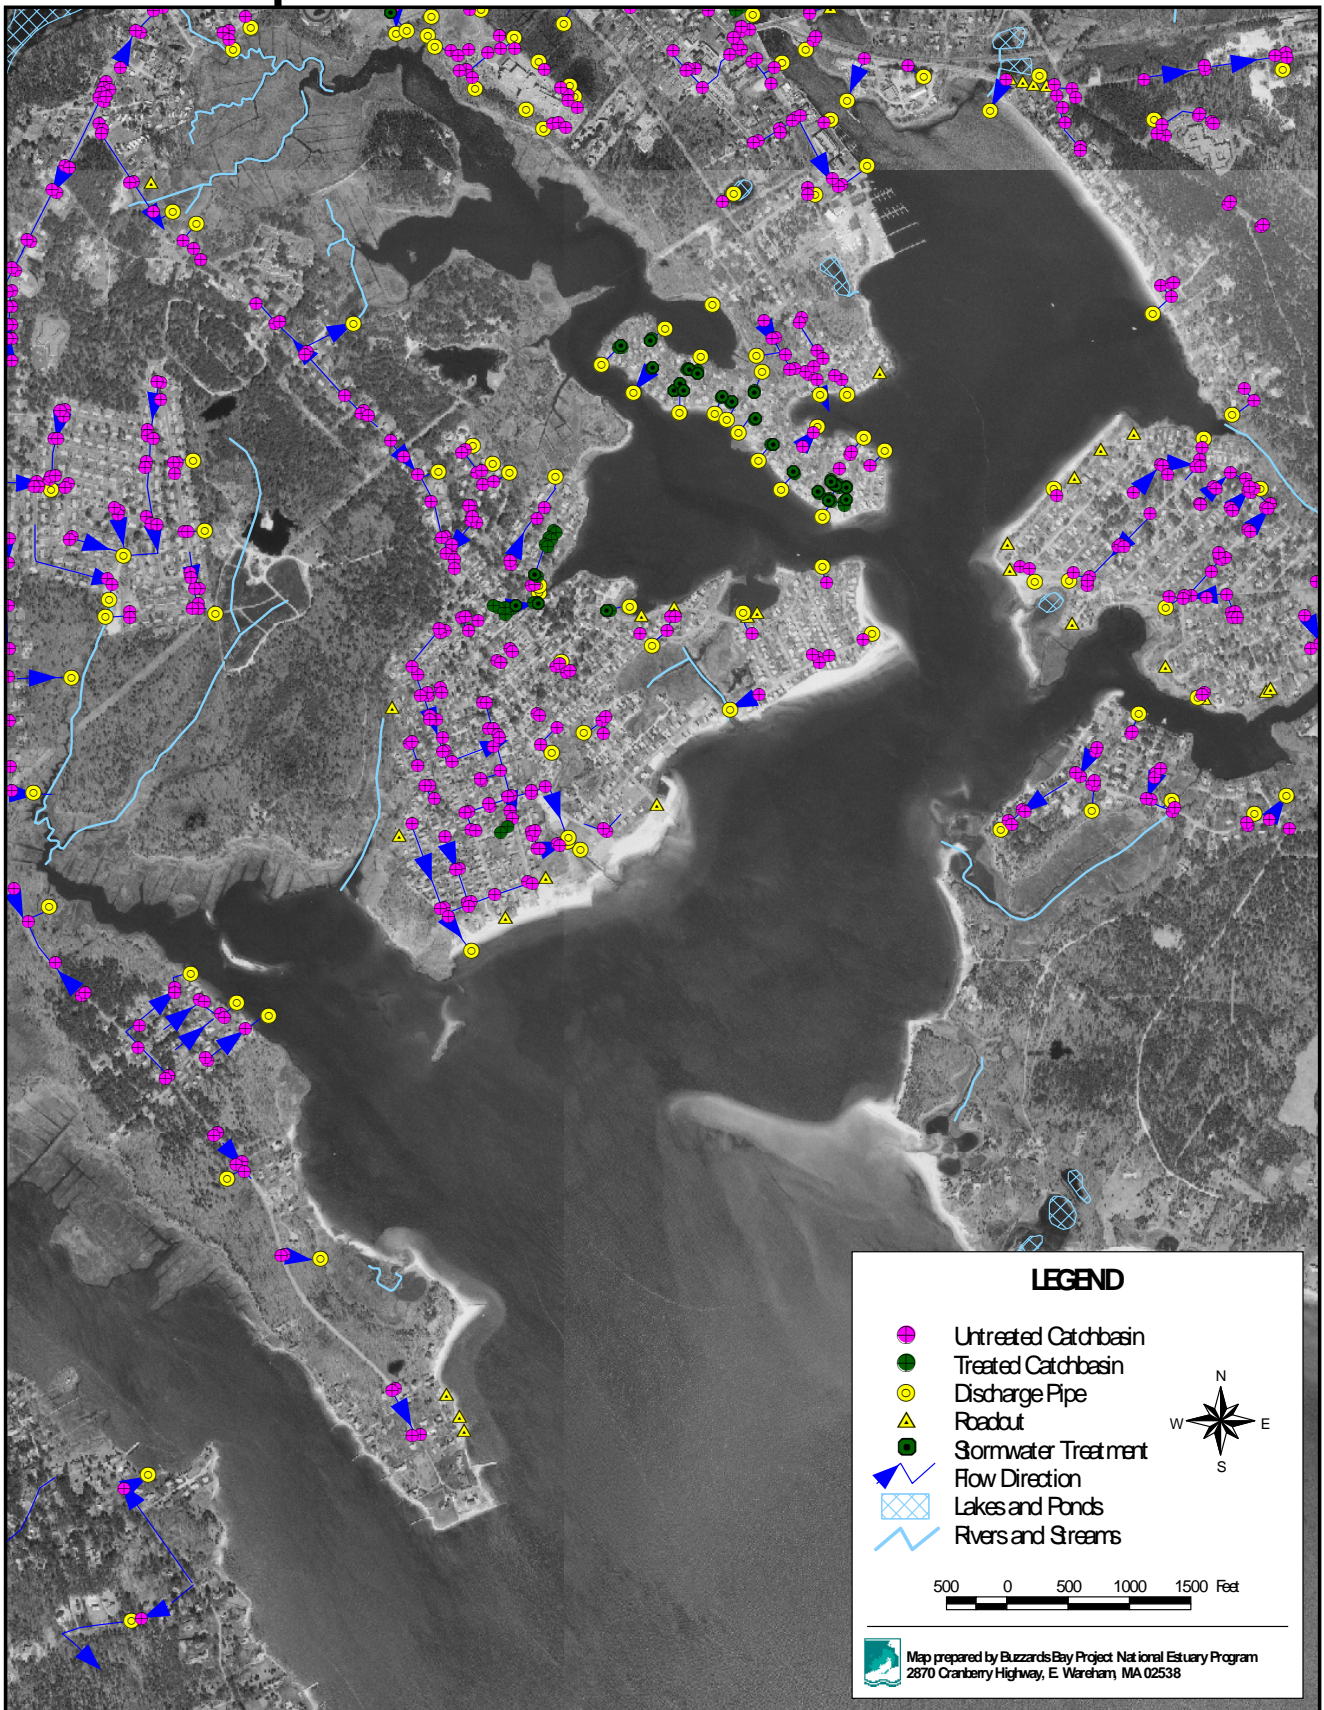 LEGEND
Untreated Catchbasin
Treated Catchbasin
Discharge Pipe
Roadcut
Stormwater Treatment
Flow Direction
Lakes and Ponds
Rivers and Streams
N
W E
S
500 0 500 1000 1500 Feet
Map prepared by Buzzards Bay Project National Estuary Program
2870 Cranberry Highway, E. Wareham, MA 02538